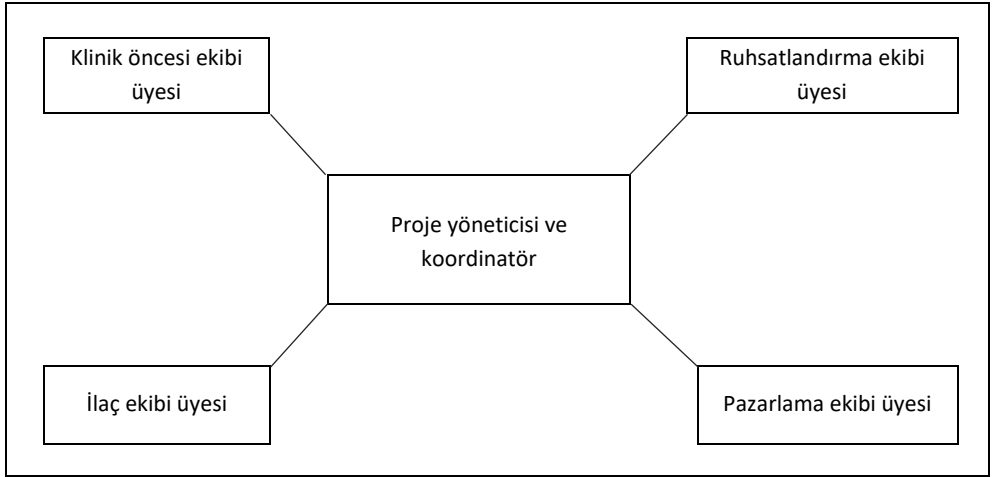 Klinik öncesi ekibi
üyesi
Ruhsatlandırma ekibi
üyesi
Proje yöneticisi ve
koordinatör
İlaç ekibi üyesi
Pazarlama ekibi üyesi